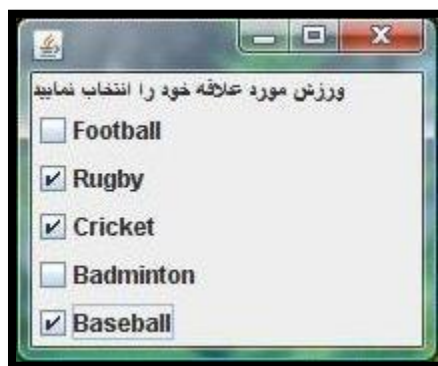 ورزش مورد علاقه خود را انتخاب نمایید
Football
Rugby
Cricket
Badminton
Baseball